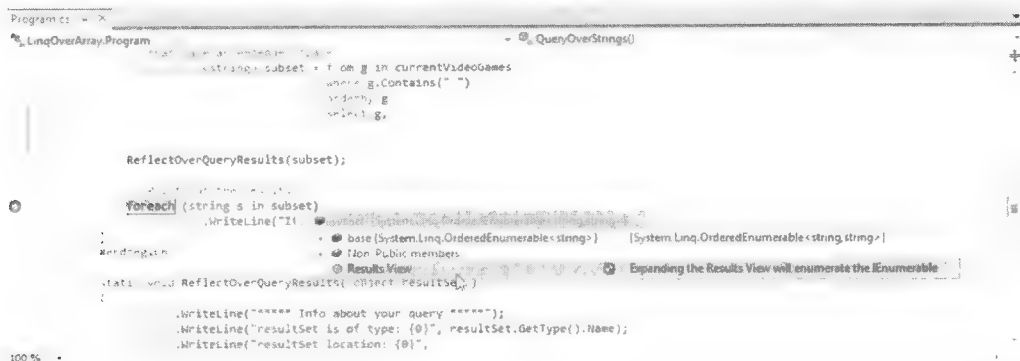 Program.cs
LinqOverArray.Program QueryOverStrings()
<string> subset = from g in currentVideoGames
where g.Contains(" ")
orderby g
select g;
ReflectOverQueryResults(subset);
foreach (string s in subset)
.WriteLine("It
base {System.Linq.OrderedEnumerable<string>} {System.Linq.OrderedEnumerable<string,string>}
Non-Public members
Results View Expanding the Results View will enumerate the IEnumerable
void ReflectOverQueryResults( object resultSe )
{
.WriteLine("***** Info about your query *****");
.WriteLine("resultSet is of type: {0}", resultSet.GetType().Name);
.WriteLine("resultSet location: {0}",
100 %